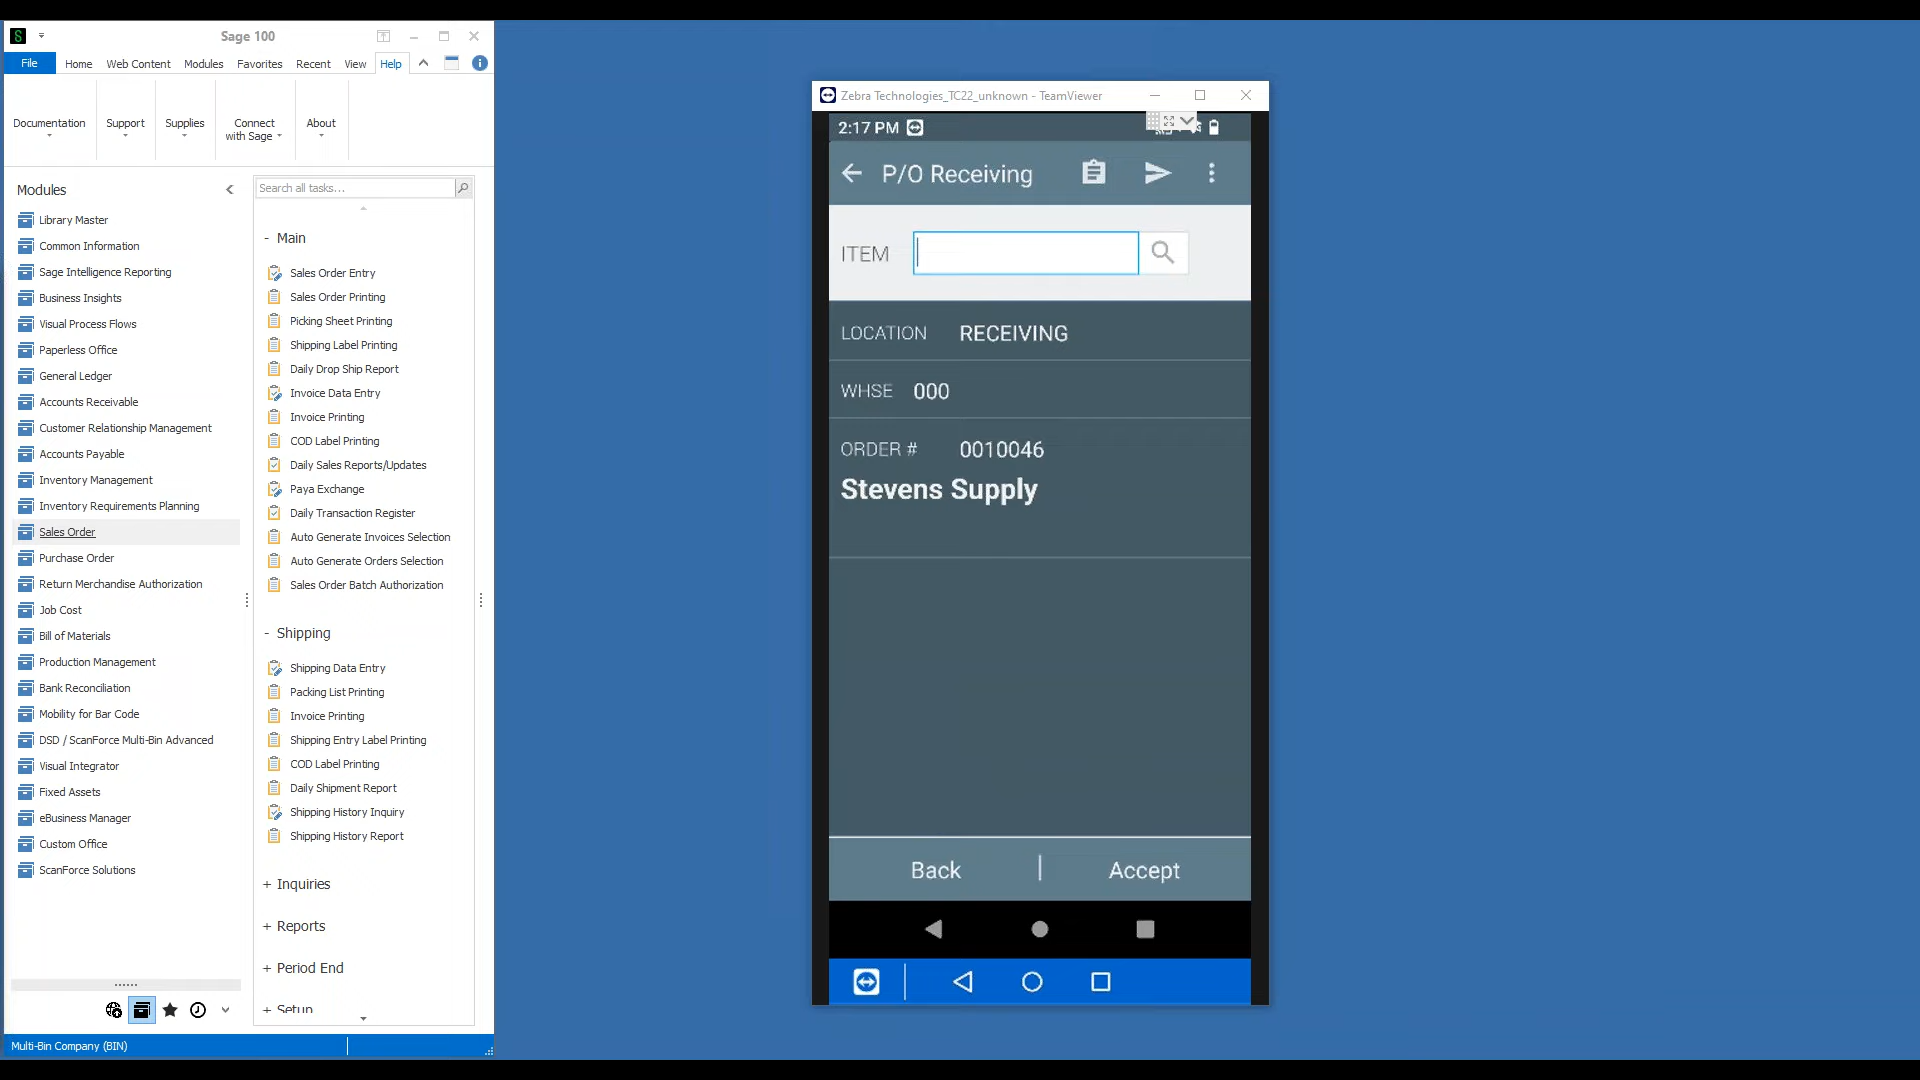 Sage 100
File
Home
Web Content
Modules
Favorites
Recent
View
Help
Documentation
Support
Supplies
Connect
with Sage
About
Modules
Library Master
Common Information
Sage Intelligence Reporting
Business Insights
Visual Process Flows
Paperless Office
General Ledger
Accounts Receivable
Customer Relationship Management
Accounts Payable
Inventory Management
Inventory Requirements Planning
Sales Order
Purchase Order
Return Merchandise Authorization
Job Cost
Bill of Materials
Production Management
Bank Reconciliation
Mobility for Bar Code
DSD / ScanForce Multi-Bin Advanced
Visual Integrator
Fixed Assets
eBusiness Manager
Custom Office
ScanForce Solutions
Multi-Bin Company (BIN)
Search all tasks...
- Main
Sales Order Entry
Sales Order Printing
Picking Sheet Printing
Shipping Label Printing
Daily Drop Ship Report
Invoice Data Entry
Invoice Printing
COD Label Printing
Daily Sales Reports/Updates
Paya Exchange
Daily Transaction Register
Auto Generate Invoices Selection
Auto Generate Orders Selection
Sales Order Batch Authorization
- Shipping
Shipping Data Entry
Packing List Printing
Invoice Printing
Shipping Entry Label Printing
COD Label Printing
Daily Shipment Report
Shipping History Inquiry
Shipping History Report
+ Inquiries
+ Reports
+ Period End
+ Setup
Zebra Technologies_TC22_unknown - TeamViewer
2:17 PM
P/O Receiving
ITEM
LOCATION RECEIVING
WHSE 000
ORDER # 0010046
Stevens Supply
Back | Accept